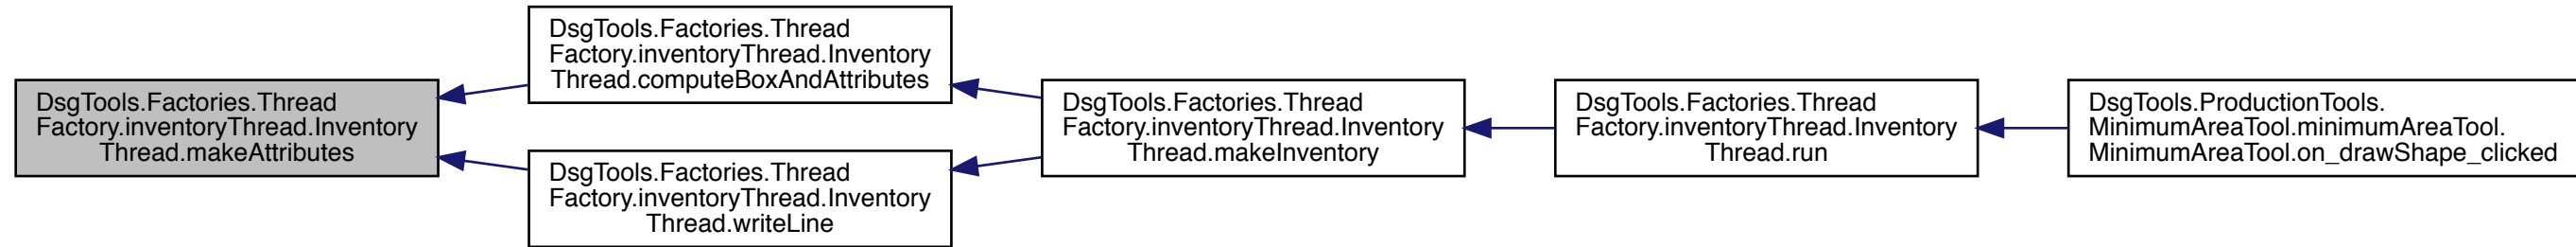 DsgTools.Factories.Thread
Factory.inventoryThread.Inventory
Thread.makeAttributes
DsgTools.Factories.Thread
Factory.inventoryThread.Inventory
Thread.computeBoxAndAttributes
DsgTools.Factories.Thread
Factory.inventoryThread.Inventory
Thread.writeLine
DsgTools.Factories.Thread
Factory.inventoryThread.Inventory
Thread.makeInventory
DsgTools.Factories.Thread
Factory.inventoryThread.Inventory
Thread.run
DsgTools.ProductionTools.
MinimumAreaTool.minimumAreaTool.
MinimumAreaTool.on_drawShape_clicked